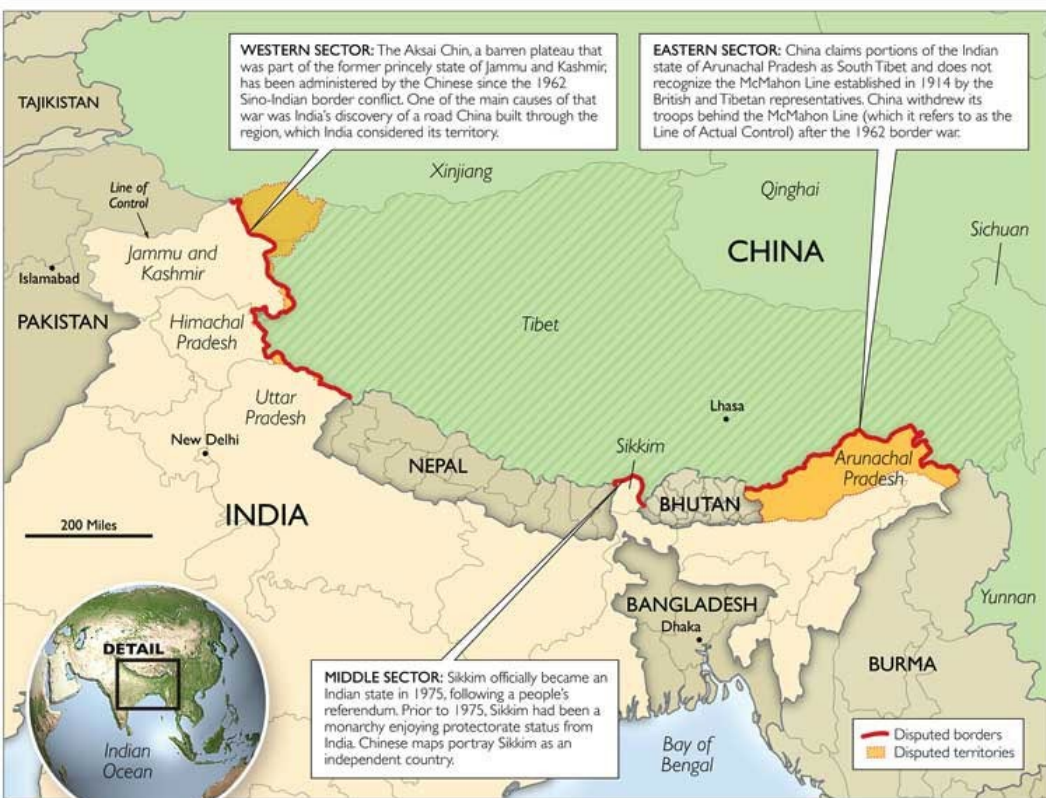 WESTERN SECTOR: The Aksai Chin, a barren plateau that
was part of the former princely state of Jammu and Kashmir,
has been administered by the Chinese since the 1962
Sino-Indian border conflict. One of the main causes of that
war was India's discovery of a road China built through the
region, which India considered its territory.
EASTERN SECTOR: China claims portions of the Indian
state of Arunachal Pradesh as South Tibet and does not
recognize the McMahon Line established in 1914 by the
British and Tibetan representatives. China withdrew its
troops behind the McMahon Line (which it refers to as the
Line of Actual Control) after the 1962 border war.
TAJIKISTAN
Xinjiang
Qinghai
Line of
Control
Sichuan
CHINA
Jammu and
Kashmir
Islamabad
PAKISTAN
Himachal
Pradesh
Tibet
Uttar
Pradesh
Lhasa
New Delhi
Sikkim
Arunachal
Pradesh
NEPAL
BHUTAN
INDIA
200 Miles
Yunnan
BANGLADESH
Dhaka
BURMA
DETAIL
Indian
Ocean
MIDDLE SECTOR: Sikkim officially became an
Indian state in 1975, following a people's
referendum. Prior to 1975, Sikkim had been a
monarchy enjoying protectorate status from
India. Chinese maps portray Sikkim as an
independent country.
Bay of
Bengal
Disputed borders
Disputed territories